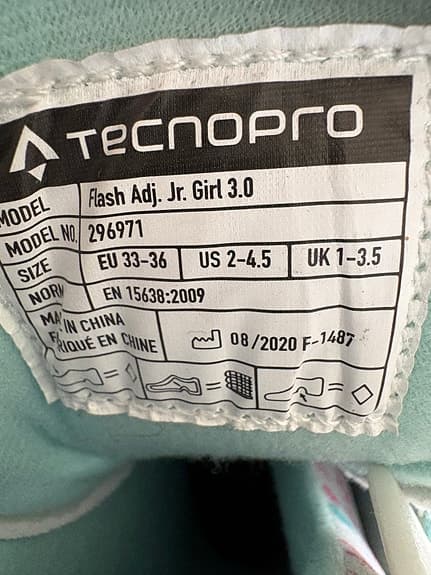 TECNOPRO
MODEL Flash Adj. Jr. Girl 3.0
MODEL NO. 296971
SIZE EU 33-36 US 2-4.5 UK 1-3.5
EN 15638:2009
IN CHINA
EN CHINE
08/2020 F-1487